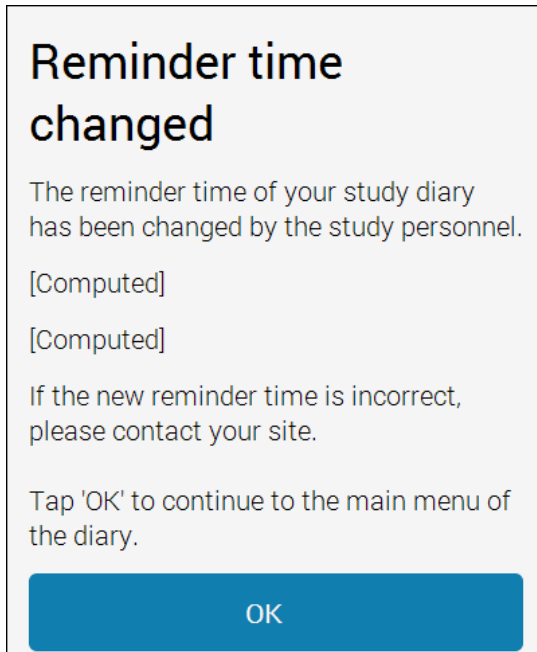 Reminder time
changed
The reminder time of your study diary
has been changed by the study personnel.
[Computed]
[Computed]
If the new reminder time is incorrect,
please contact your site.
Tap 'OK' to continue to the main menu of
the diary.
OK